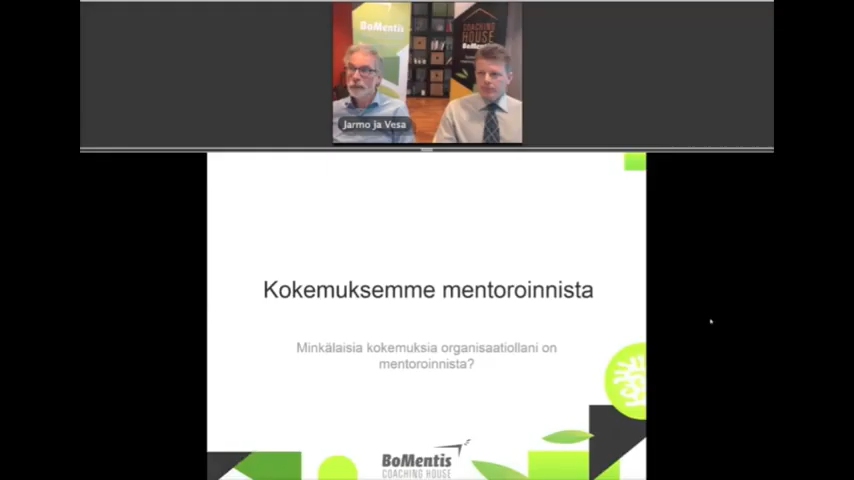 BoMentis
COACHING
HOUSE
BoMentis
Jarmo ja Vesa
Kokemuksemme mentoroinnista
Minkälaisia kokemuksia organisaatiollani on
mentoroinnista?
BoMentis
COACHING HOUSE